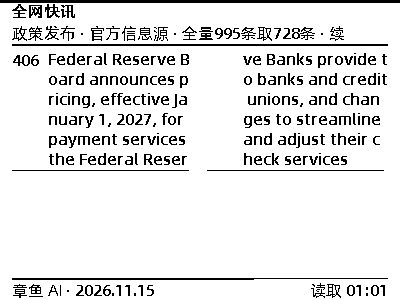 全网快讯
政策发布 · 官方信息源 · 全量995条取728条 · 续
406 Federal Reserve B
oard announces p
ricing, effective Ja
nuary 1, 2027, for
payment services
the Federal Reser
ve Banks provide t
o banks and credit
unions, and chan
ges to streamline
and adjust their c
heck services
章鱼 AI · 2026.11.15
读取 01:01